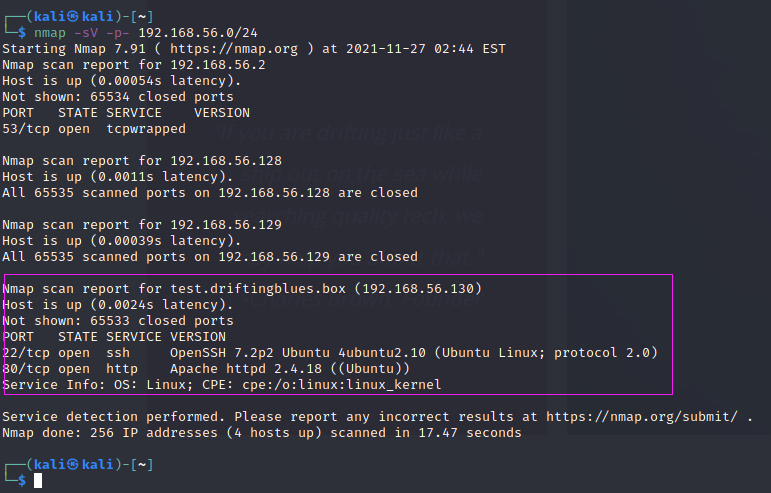 ┌──(kali㉿kali)-[~]
└─$ nmap -sV -p- 192.168.56.0/24
Starting Nmap 7.91 ( https://nmap.org ) at 2021-11-27 02:44 EST
Nmap scan report for 192.168.56.2
Host is up (0.00054s latency).
Not shown: 65534 closed ports
PORT   STATE SERVICE    VERSION
53/tcp open  tcpwrapped
Nmap scan report for 192.168.56.128
Host is up (0.0011s latency).
All 65535 scanned ports on 192.168.56.128 are closed
Nmap scan report for 192.168.56.129
Host is up (0.00039s latency).
All 65535 scanned ports on 192.168.56.129 are closed
Nmap scan report for test.driftingblues.box (192.168.56.130)
Host is up (0.0024s latency).
Not shown: 65533 closed ports
PORT   STATE SERVICE VERSION
22/tcp open  ssh     OpenSSH 7.2p2 Ubuntu 4ubuntu2.10 (Ubuntu Linux; protocol 2.0)
80/tcp open  http    Apache httpd 2.4.18 ((Ubuntu))
Service Info: OS: Linux; CPE: cpe:/o:linux:linux_kernel
Service detection performed. Please report any incorrect results at https://nmap.org/submit/ .
Nmap done: 256 IP addresses (4 hosts up) scanned in 17.47 seconds
┌──(kali㉿kali)-[~]
└─$